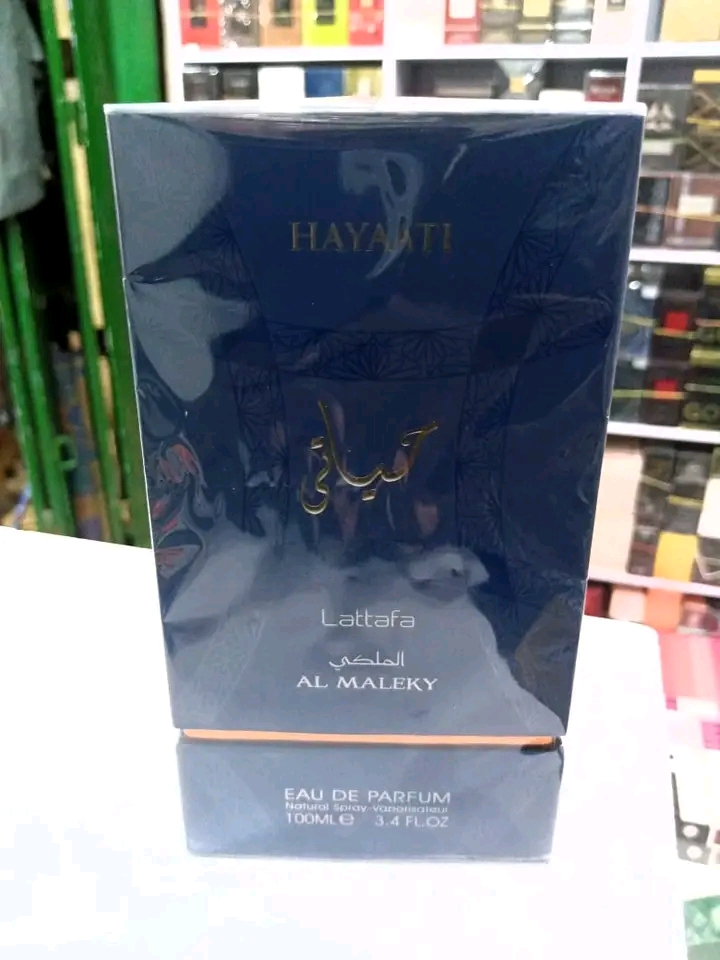 HAYAATI
حياتي
Lattafa
الملكي
AL MALEKY
EAU DE PARFUM
Natural Spray-Vaporisateur
100ML℮ 3.4 FL.OZ